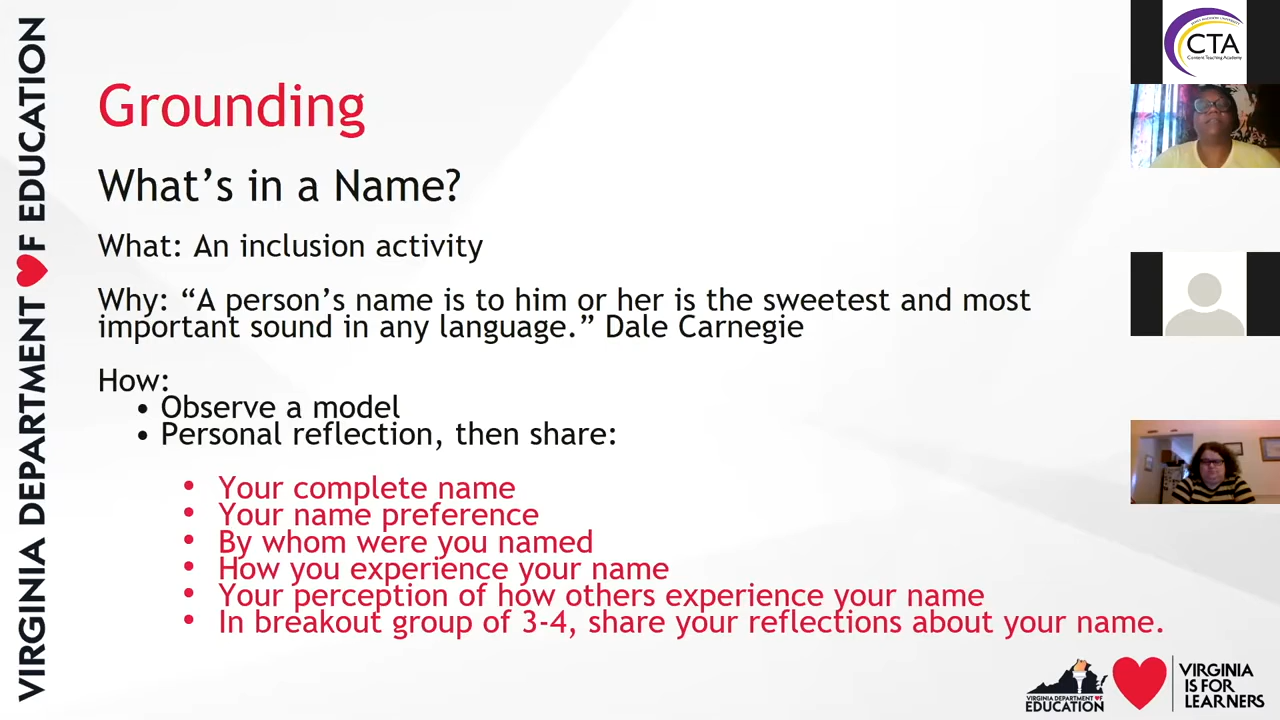 VIRGINIA DEPARTMENT OF EDUCATION
Grounding
What’s in a Name?
What: An inclusion activity
Why: “A person’s name is to him or her is the sweetest and most
important sound in any language.” Dale Carnegie
How:
• Observe a model
• Personal reflection, then share:
• Your complete name
• Your name preference
• By whom were you named
• How you experience your name
• Your perception of how others experience your name
• In breakout group of 3-4, share your reflections about your name.
JAMES MADISON UNIVERSITY
CTA
Content Teaching Academy
VIRGINIA DEPARTMENT OF
EDUCATION
VIRGINIA
IS FOR
LEARNERS